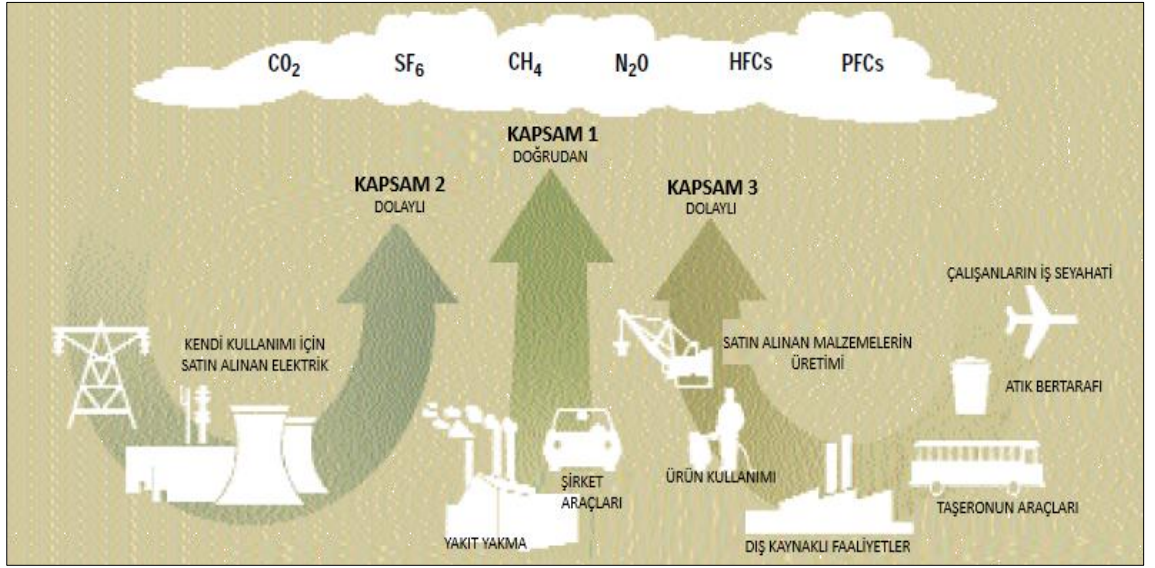 CO₂ SF₆ CH₄ N₂O HFCs PFCs
KAPSAM 1
DOĞRUDAN
KAPSAM 2
DOLAYLI
KAPSAM 3
DOLAYLI
ÇALIŞANLARIN İŞ SEYAHATİ
KENDİ KULLANIMI İÇİN
SATIN ALINAN ELEKTRİK
SATIN ALINAN MALZEMELERİN
ÜRETİMİ
ATIK BERTARAFI
ŞİRKET
ARAÇLARI
ÜRÜN KULLANIMI
TAŞERONUN ARAÇLARI
YAKIT YAKMA
DIŞ KAYNAKLI FAALİYETLER